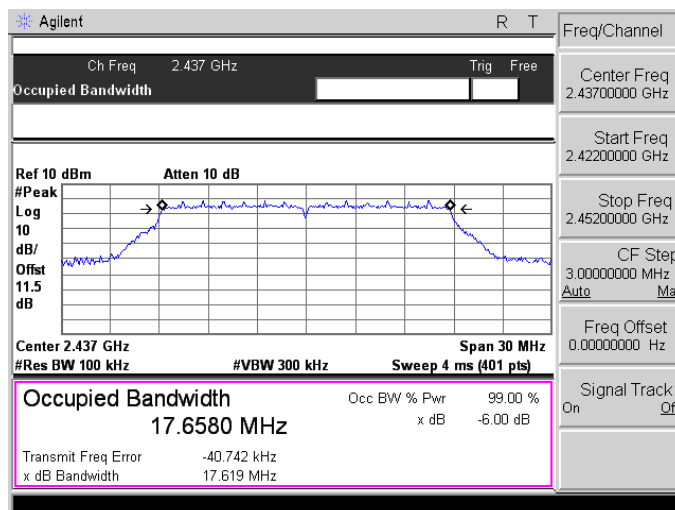 Agilent R T
Ch Freq 2.437 GHz Trig Free
Occupied Bandwidth
Ref 10 dBm Atten 10 dB
#Peak
Log
10
dB/
Offst
11.5
dB
Center 2.437 GHz Span 30 MHz
#Res BW 100 kHz #VBW 300 kHz Sweep 4 ms (401 pts)
Occupied Bandwidth Occ BW % Pwr 99.00 %
17.6580 MHz x dB -6.00 dB
Transmit Freq Error -40.742 kHz
x dB Bandwidth 17.619 MHz
Freq/Channel
Center Freq
2.43700000 GHz
Start Freq
2.42200000 GHz
Stop Freq
2.45200000 GHz
CF Step
3.00000000 MHz
Auto Ma
Freq Offset
0.00000000 Hz
Signal Track
On Of